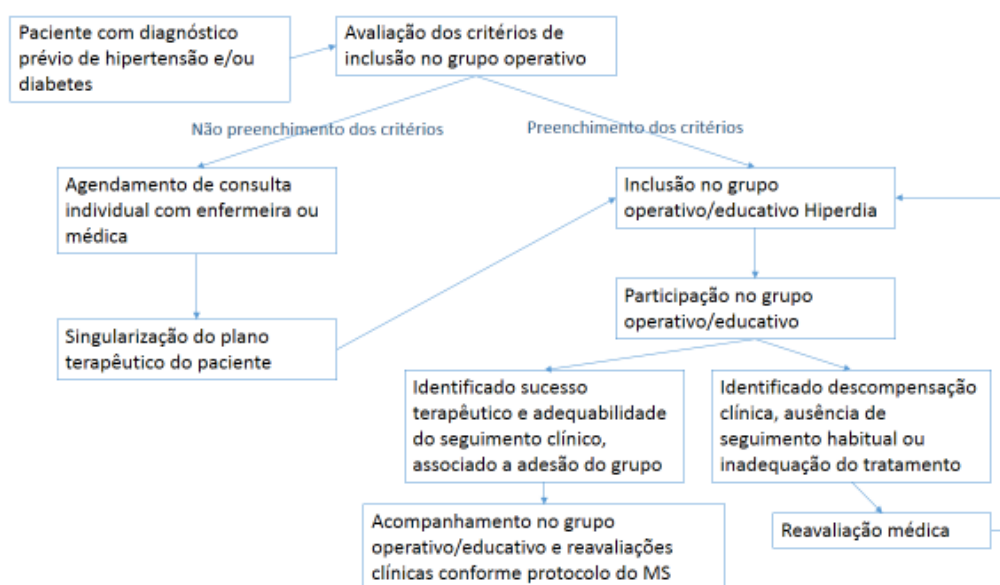 Paciente com diagnóstico
prévio de hipertensão e/ou
diabetes
Avaliação dos critérios de
inclusão no grupo operativo
Não preenchimento dos critérios
Preenchimento dos critérios
Agendamento de consulta
individual com enfermeira ou
médica
Inclusão no grupo
operativo/educativo Hiperdia
Singularização do plano
terapêutico do paciente
Participação no grupo
operativo/educativo
Identificado sucesso
terapêutico e adequabilidade
do seguimento clínico,
associado a adesão do grupo
Identificado descompensação
clínica, ausência de
seguimento habitual ou
inadequação do tratamento
Acompanhamento no grupo
operativo/educativo e reavaliações
clínicas conforme protocolo do MS
Reavaliação médica